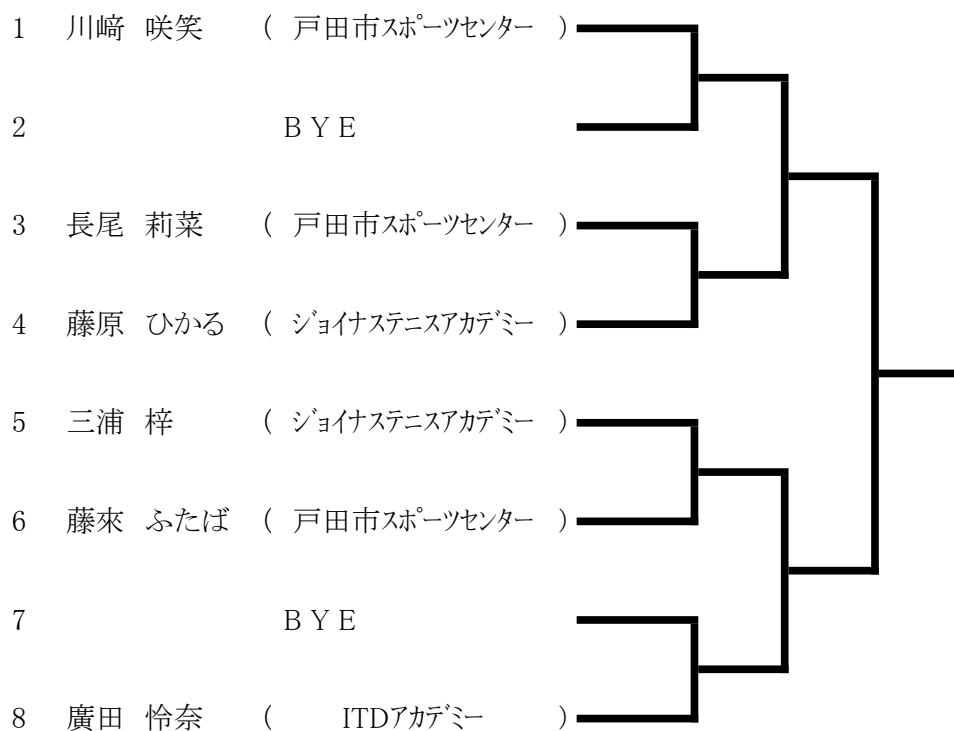 1 川﨑 咲笑 ( 戸田市スポーツセンター )
2 BYE
3 長尾 莉菜 ( 戸田市スポーツセンター )
4 藤原 ひかる ( ジョイナステニスアカデミー )
5 三浦 梓 ( ジョイナステニスアカデミー )
6 藤來 ふたば ( 戸田市スポーツセンター )
7 BYE
8 廣田 怜奈 ( ITDアカデミー )